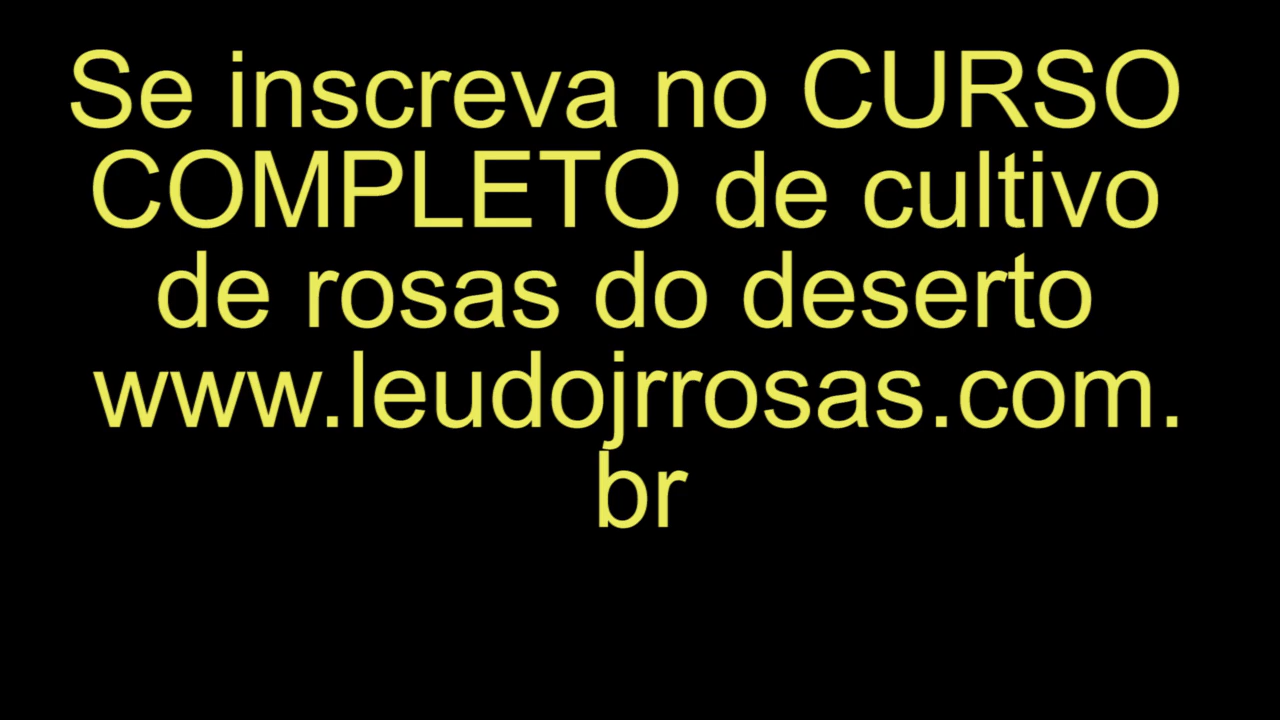 Se inscreva no CURSO
COMPLETO de cultivo
de rosas do deserto
www.leudojrrosas.com.
br